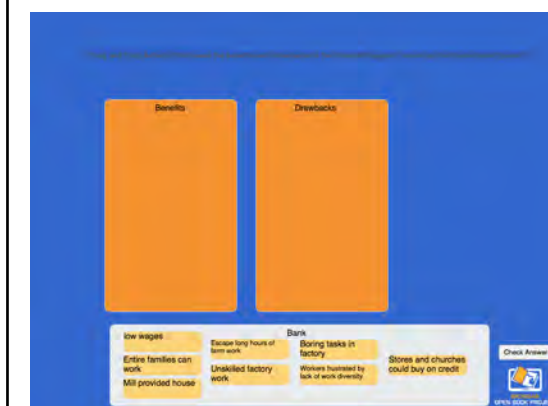 Benefits
Drawbacks
Bank
low wages
Entire families can
work
Mill provided house
Escape long hours of
farm work
Unskilled factory
work
Boring tasks in
factory
Workers frustrated by
lack of work diversity
Stores and churches
could buy on credit
Check Answer
MICHIGAN
OPEN BOOK PROJECT